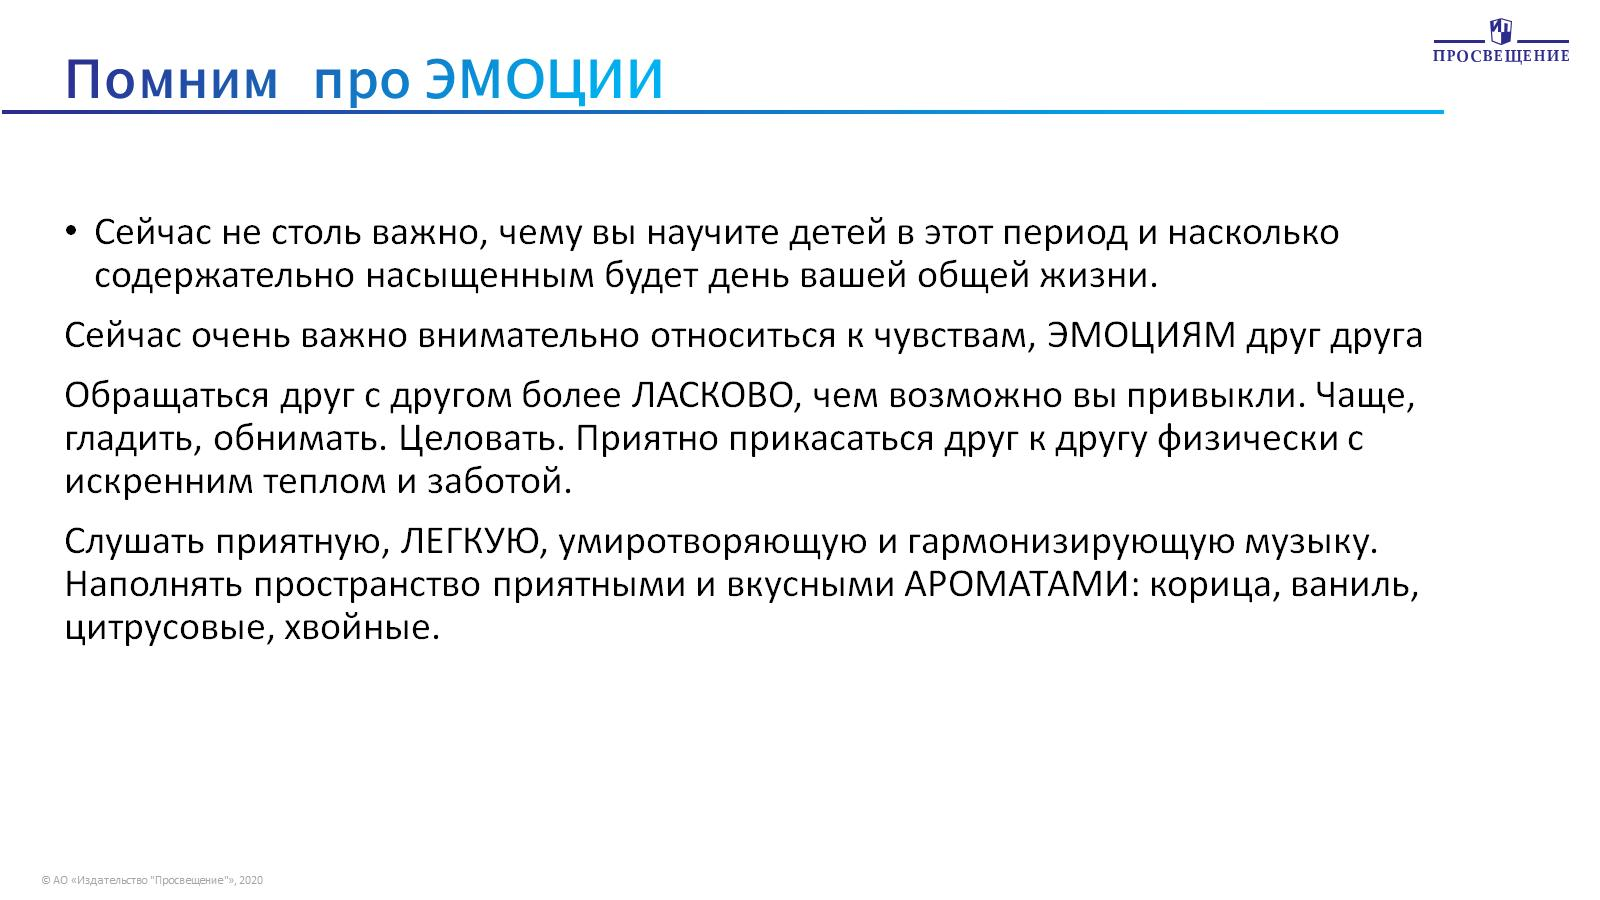 Помним про ЭМОЦИИ
ИП
ПРОСВЕЩЕНИЕ
• Сейчас не столь важно, чему вы научите детей в этот период и насколько
содержательно насыщенным будет день вашей общей жизни.
Сейчас очень важно внимательно относиться к чувствам, ЭМОЦИЯМ друг друга
Обращаться друг с другом более ЛАСКОВО, чем возможно вы привыкли. Чаще,
гладить, обнимать. Целовать. Приятно прикасаться друг к другу физически с
искренним теплом и заботой.
Слушать приятную, ЛЕГКУЮ, умиротворяющую и гармонизирующую музыку.
Наполнять пространство приятными и вкусными АРОМАТАМИ: корица, ваниль,
цитрусовые, хвойные.
© АО «Издательство "Просвещение"», 2020